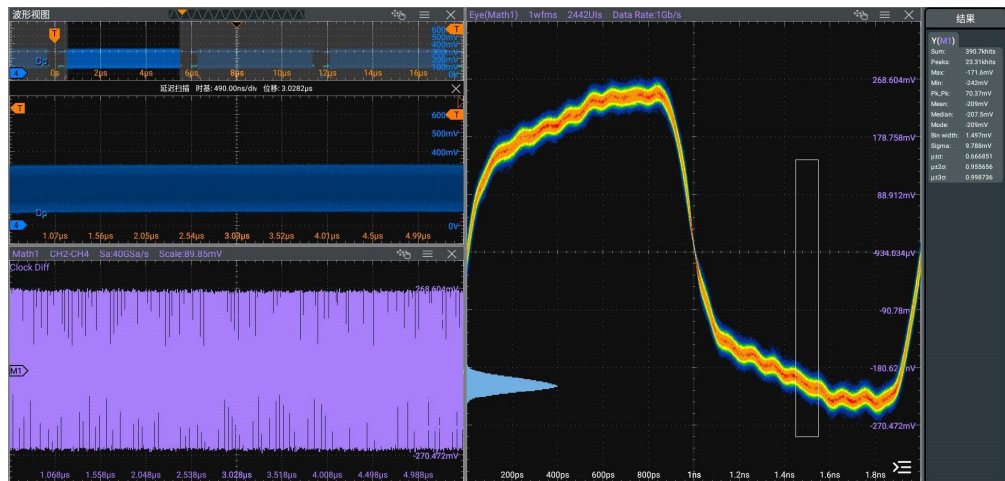 波形视图
600
500mV
400mV
Cp
0s 2μs 4μs 6μs 8μs 10μs 12μs 14μs 16μs
延迟扫描 时基: 490.00ns/div 位移: 3.0282μs
T
600
500mV
400mV
Cp
4
0V
1.07μs 1.56μs 2.05μs 2.54μs 3.03μs 3.52μs 4.01μs 4.5μs 4.99μs
Math1 CH2-CH4 Sa:40GSa/s Scale:89.85mV
Clock Diff
268.604mV
M1
-270.472mV
1.068μs 1.558μs 2.048μs 2.538μs 3.028μs 3.518μs 4.008μs 4.498μs 4.988μs
Eye(Math1) 1wfms 2442UIs Data Rate:1Gb/s
268.604mV
178.758mV
88.912mV
-934.034μV
-90.78mV
-180.627mV
-270.472mV
200ps 400ps 600ps 800ps 1ns 1.2ns 1.4ns 1.6ns 1.8ns
结果
Y(M1)
Sum: 390.7khits
Peaks: 23.31khits
Max: -171.6mV
Min: -242mV
Pk_Pk: 70.37mV
Mean: -209mV
Median: -207.5mV
Mode: -209mV
Bin width: 1.497mV
Sigma: 9.788mV
μ±σ: 0.666851
μ±2σ: 0.955656
μ±3σ: 0.998736